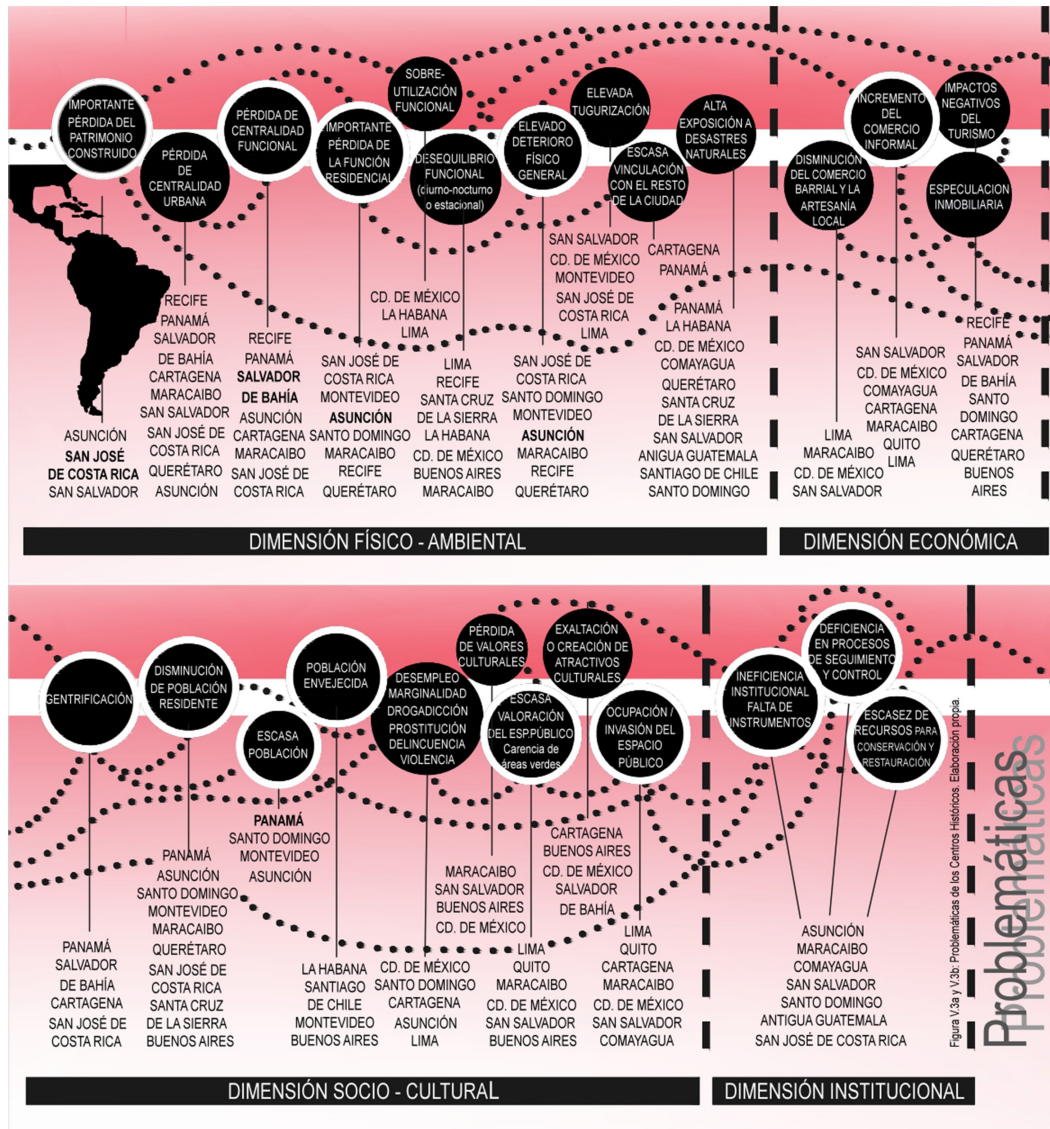 IMPORTANTE
PÉRDIDA DEL
PATRIMONIO
CONSTRUIDO
PÉRDIDA
DE
CENTRALIDAD
URBANA
PÉRDIDA DE
CENTRALIDAD
FUNCIONAL
IMPORTANTE
PÉRDIDA DE
LA FUNCIÓN
RESIDENCIAL
SOBRE-
UTILIZACIÓN
FUNCIONAL
DESEQUILIBRIO
FUNCIONAL
(diurno-nocturno
o estacional)
ELEVADO
DETERIORO
FÍSICO
GENERAL
ELEVADA
TUGURIZACIÓN
ESCASA
VINCULACIÓN
CON EL RESTO
DE LA CIUDAD
ALTA
EXPOSICIÓN A
DESASTRES
NATURALES
DISMINUCIÓN
DEL COMERCIO
BARRIAL Y LA
ARTESANÍA
LOCAL
INCREMENTO
DEL
COMERCIO
INFORMAL
IMPACTOS
NEGATIVOS
DEL
TURISMO
ESPECULACION
INMOBILIARIA
ASUNCIÓN
SAN JOSÉ
DE COSTA RICA
SAN SALVADOR
RECIFE
PANAMÁ
SALVADOR
DE BAHÍA
CARTAGENA
MARACAIBO
SAN SALVADOR
SAN JOSÉ DE
COSTA RICA
QUERÉTARO
ASUNCIÓN
RECIFE
PANAMÁ
SALVADOR
DE BAHÍA
ASUNCIÓN
CARTAGENA
MARACAIBO
SAN JOSÉ DE
COSTA RICA
SAN JOSÉ DE
COSTA RICA
MONTEVIDEO
ASUNCIÓN
SANTO DOMINGO
MARACAIBO
RECIFE
QUERÉTARO
CD. DE MÉXICO
LA HABANA
LIMA
LIMA
RECIFE
SANTA CRUZ
DE LA SIERRA
LA HABANA
CD. DE MÉXICO
BUENOS AIRES
MARACAIBO
SAN JOSÉ DE
COSTA RICA
SANTO DOMINGO
MONTEVIDEO
ASUNCIÓN
MARACAIBO
RECIFE
QUERÉTARO
SAN SALVADOR
CD. DE MÉXICO
MONTEVIDEO
SAN JOSÉ DE
COSTA RICA
LIMA
CARTAGENA
PANAMÁ
PANAMÁ
LA HABANA
CD. DE MÉXICO
COMAYAGUA
QUERÉTARO
SANTA CRUZ
DE LA SIERRA
SAN SALVADOR
ANIGUA GUATEMALA
SANTIAGO DE CHILE
SANTO DOMINGO
LIMA
MARACAIBO
CD. DE MÉXICO
SAN SALVADOR
SAN SALVADOR
CD. DE MÉXICO
COMAYAGUA
CARTAGENA
MARACAIBO
QUITO
LIMA
RECIFE
PANAMÁ
SALVADOR
DE BAHÍA
SANTO
DOMINGO
CARTAGENA
QUERÉTARO
BUENOS
AIRES
DIMENSIÓN FÍSICO - AMBIENTAL
DIMENSIÓN ECONÓMICA
GENTRIFICACIÓN
DISMINUCIÓN
DE POBLACIÓN
RESIDENTE
ESCASA
POBLACIÓN
POBLACIÓN
ENVEJECIDA
DESEMPLEO
MARGINALIDAD
DROGADICCIÓN
PROSTITUCIÓN
DELINCUENCIA
VIOLENCIA
PÉRDIDA
DE VALORES
CULTURALES
ESCASA
VALORACIÓN
DEL ESP.PÚBLICO
Carencia de
áreas verdes
EXALTACIÓN
O CREACIÓN DE
ATRACTIVOS
CULTURALES
OCUPACIÓN /
INVASIÓN DEL
ESPACIO
PÚBLICO
INEFICIENCIA
INSTITUCIONAL
FALTA DE
INSTRUMENTOS
DEFICIENCIA
EN PROCESOS
DE SEGUIMIENTO
Y CONTROL
ESCASEZ DE
RECURSOS PARA
CONSERVACIÓN Y
RESTAURACIÓN
PANAMÁ
SALVADOR
DE BAHÍA
CARTAGENA
SAN JOSÉ DE
COSTA RICA
PANAMÁ
ASUNCIÓN
SANTO DOMINGO
MONTEVIDEO
MARACAIBO
QUERÉTARO
SAN JOSÉ DE
COSTA RICA
SANTA CRUZ
DE LA SIERRA
BUENOS AIRES
PANAMÁ
SANTO DOMINGO
MONTEVIDEO
ASUNCIÓN
LA HABANA
SANTIAGO
DE CHILE
MONTEVIDEO
BUENOS AIRES
CD. DE MÉXICO
SANTO DOMINGO
CARTAGENA
ASUNCIÓN
LIMA
MARACAIBO
SAN SALVADOR
BUENOS AIRES
CD. DE MÉXICO
LIMA
QUITO
MARACAIBO
CD. DE MÉXICO
SAN SALVADOR
BUENOS AIRES
CARTAGENA
BUENOS AIRES
CD. DE MÉXICO
SALVADOR
DE BAHÍA
LIMA
QUITO
CARTAGENA
MARACAIBO
CD. DE MÉXICO
SAN SALVADOR
COMAYAGUA
ASUNCIÓN
MARACAIBO
COMAYAGUA
SAN SALVADOR
SANTO DOMINGO
ANTIGUA GUATEMALA
SAN JOSÉ DE COSTA RICA
DIMENSIÓN SOCIO - CULTURAL
DIMENSIÓN INSTITUCIONAL
Figura V.3a y V.3b: Problemáticas de los Centros Históricos. Elaboración propia.
Problemáticas
Problemáticas